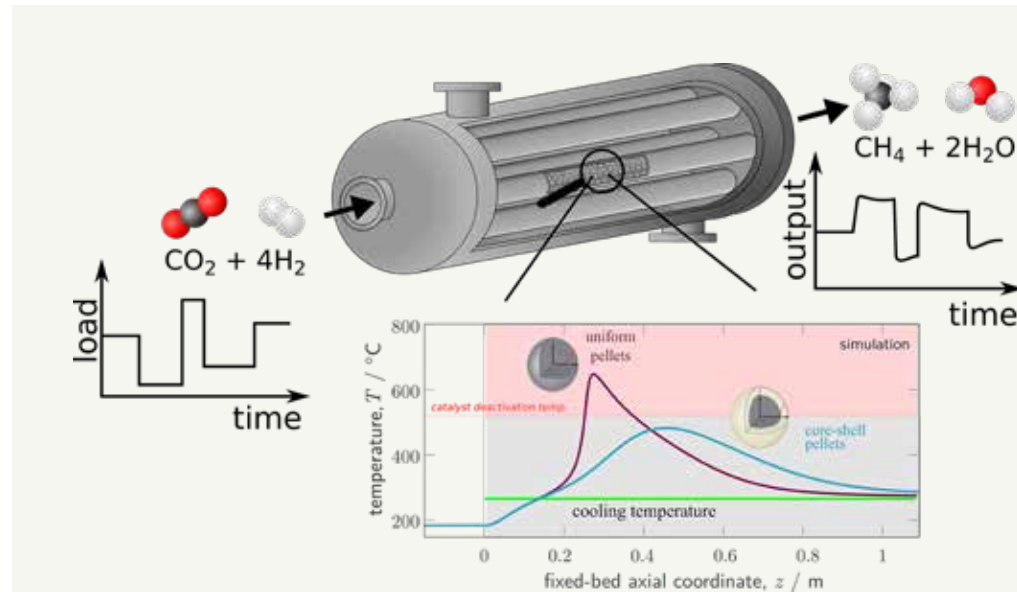 CH₄ + 2H₂O
CO₂ + 4H₂
output
time
load
time
800
600
400
200
temperature, T / °C
uniform
pellets
simulation
catalyst deactivation temp.
core-shell
pellets
cooling temperature
0
0.2
0.4
0.6
0.8
1
fixed-bed axial coordinate, z / m